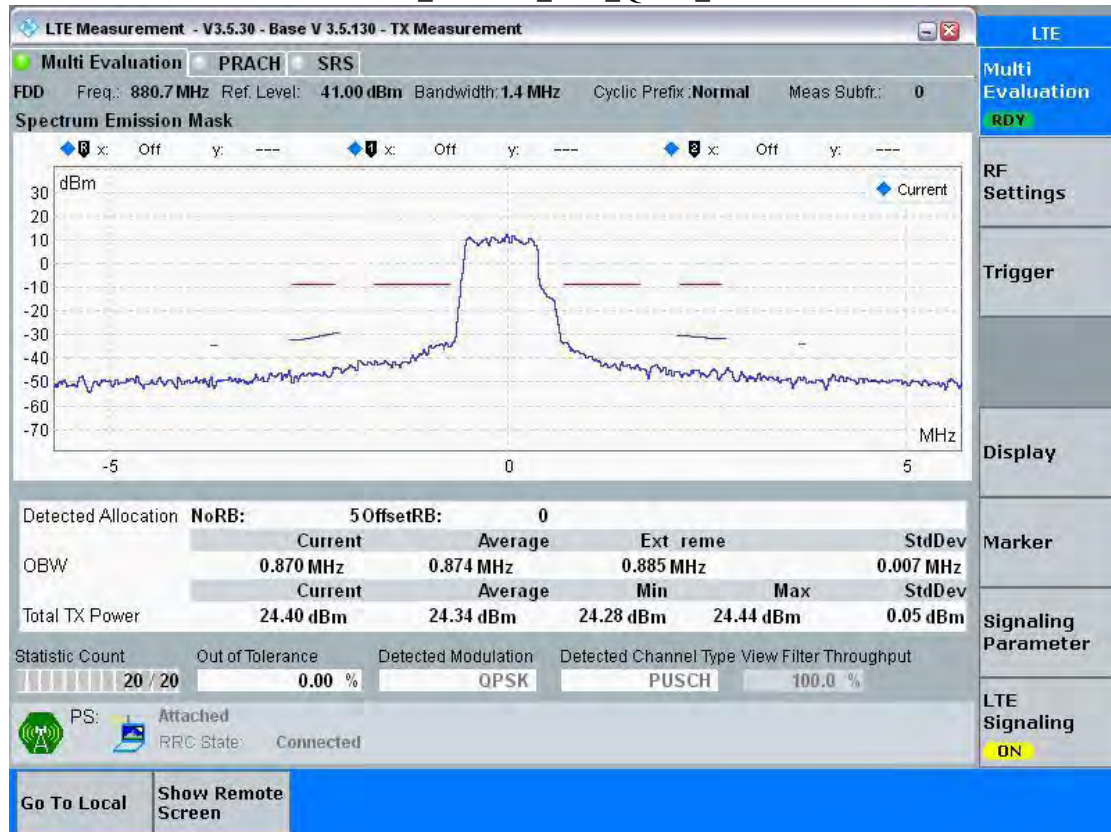 LTE Measurement - V3.5.30 - Base V 3.5.130 - TX Measurement
LTE
Multi Evaluation PRACH SRS
FDD Freq.: 880.7 MHz Ref. Level: 41.00 dBm Bandwidth: 1.4 MHz Cyclic Prefix : Normal Meas Subfr.: 0
Spectrum Emission Mask
R x: Off y: --- 1 x: Off y: --- 2 x: Off y: ---
dBm
Current
30
20
10
0
-10
-20
-30
-40
-50
-60
-70
MHz
-5 0 5
Detected Allocation NoRB: 5 OffsetRB: 0
Current Average Ext reme StdDev
OBW 0.870 MHz 0.874 MHz 0.885 MHz 0.007 MHz
Current Average Min Max StdDev
Total TX Power 24.40 dBm 24.34 dBm 24.28 dBm 24.44 dBm 0.05 dBm
Statistic Count Out of Tolerance Detected Modulation Detected Channel Type View Filter Throughput
20 / 20 0.00 % QPSK PUSCH 100.0 %
PS: Attached
RRC State: Connected
Go To Local
Show Remote Screen
Multi Evaluation
RDY
RF Settings
Trigger
Display
Marker
Signaling Parameter
LTE Signaling
ON